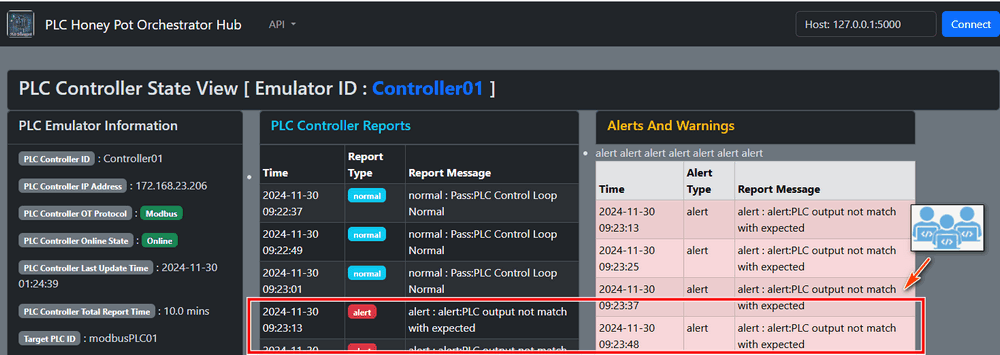 PLC Honey Pot Orchestrator Hub
API
Host: 127.0.0.1:5000
Connect
PLC Controller State View [ Emulator ID : Controller01 ]
PLC Emulator Information
PLC Controller ID : Controller01
PLC Controller IP Address : 172.168.23.206
PLC Controller OT Protocol : Modbus
PLC Controller Online State : Online
PLC Controller Last Update Time : 2024-11-30
01:24:39
PLC Controller Total Report Time : 10.0 mins
Target PLC ID : modbusPLC01
PLC Controller Reports
Time
Report
Type
Report Message
2024-11-30
09:22:37
normal
normal : Pass:PLC Control Loop
Normal
2024-11-30
09:22:49
normal
normal : Pass:PLC Control Loop
Normal
2024-11-30
09:23:01
normal
normal : Pass:PLC Control Loop
Normal
2024-11-30
09:23:13
alert
alert : alert:PLC output not match
with expected
2024-11-30
alert
alert : alert:PLC output not match
Alerts And Warnings
alert alert alert alert alert alert alert
Time
Alert
Type
Report Message
2024-11-30
09:23:13
alert
alert : alert:PLC output not match
with expected
2024-11-30
09:23:25
alert
alert : alert:PLC output not match
with expected
2024-11-30
09:23:37
alert
alert : alert:PLC output not match
with expected
2024-11-30
09:23:48
alert
alert : alert:PLC output not match
with expected